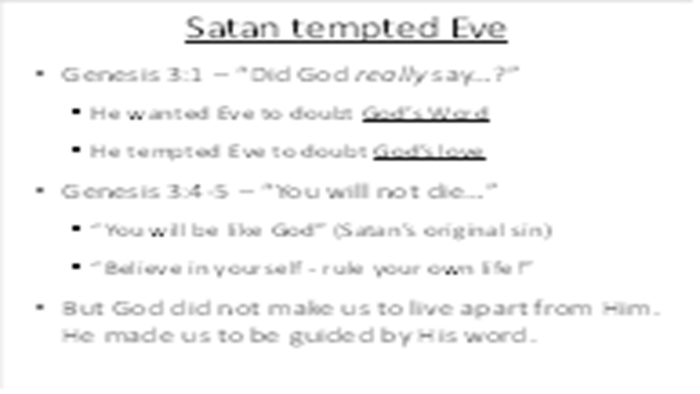 Satan tempted Eve
• Genesis 3:1 – "Did God really say...?"
▪ He wanted Eve to doubt God's Word
▪ He tempted Eve to doubt God's love
• Genesis 3:4-5 – "You will not die..."
▪ "You will be like God" (Satan's original sin)
▪ "Believe in yourself - rule your own life!"
• But God did not make us to live apart from Him.
He made us to be guided by His word.